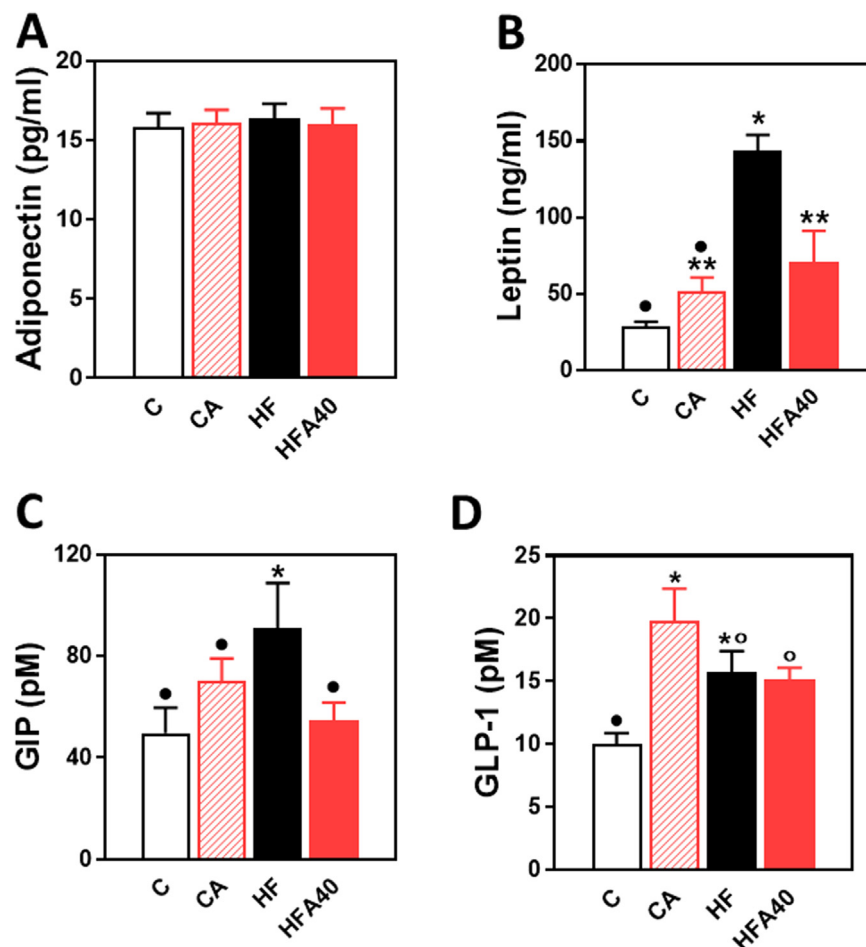 A
Adiponectin (pg/ml)
20
15
10
5
0
C
CA
HF
HFA40
B
Leptin (ng/ml)
200
150
100
50
0
•
•
**
*
**
C
CA
HF
HFA40
C
GIP (pM)
120
80
40
0
•
•
*
•
C
CA
HF
HFA40
D
GLP-1 (pM)
25
20
15
10
5
0
•
*
*o
o
C
CA
HF
HFA40